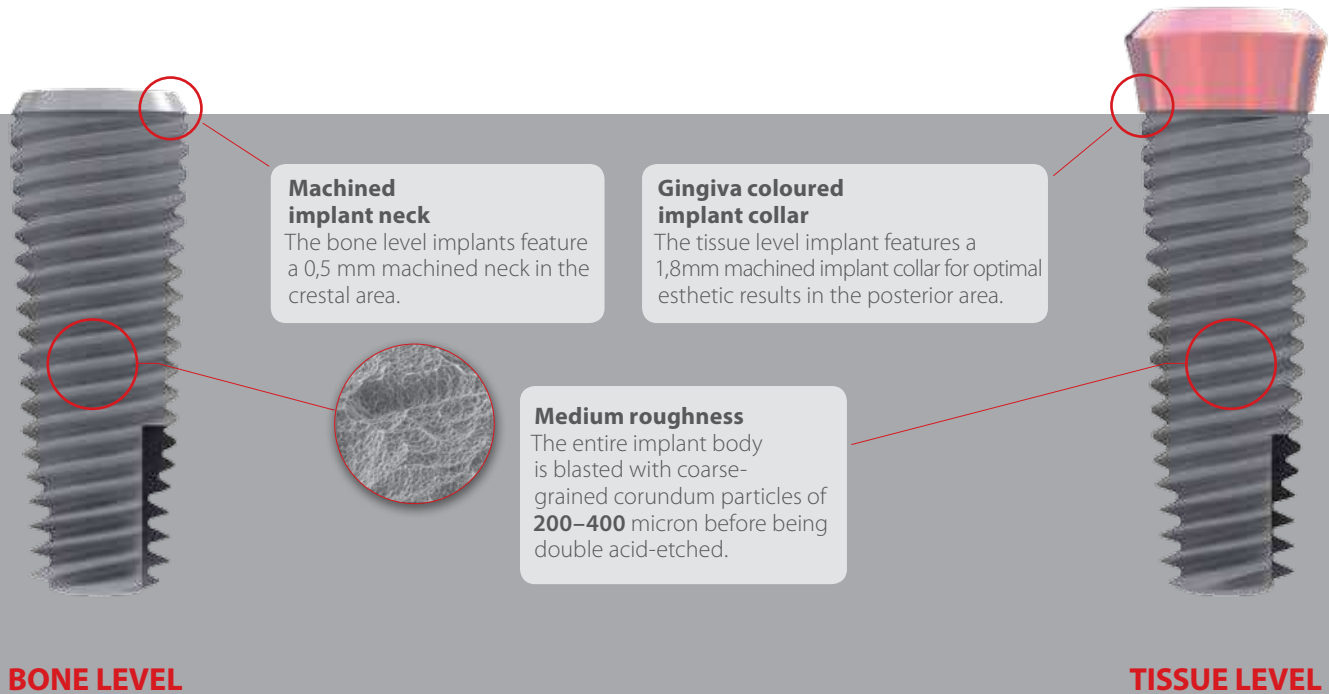 Machined
implant neck
The bone level implants feature
a 0,5 mm machined neck in the
crestal area.
Gingiva coloured
implant collar
The tissue level implant features a
1,8mm machined implant collar for optimal
esthetic results in the posterior area.
Medium roughness
The entire implant body
is blasted with coarse-
grained corundum particles of
200–400 micron before being
double acid-etched.
BONE LEVEL
TISSUE LEVEL